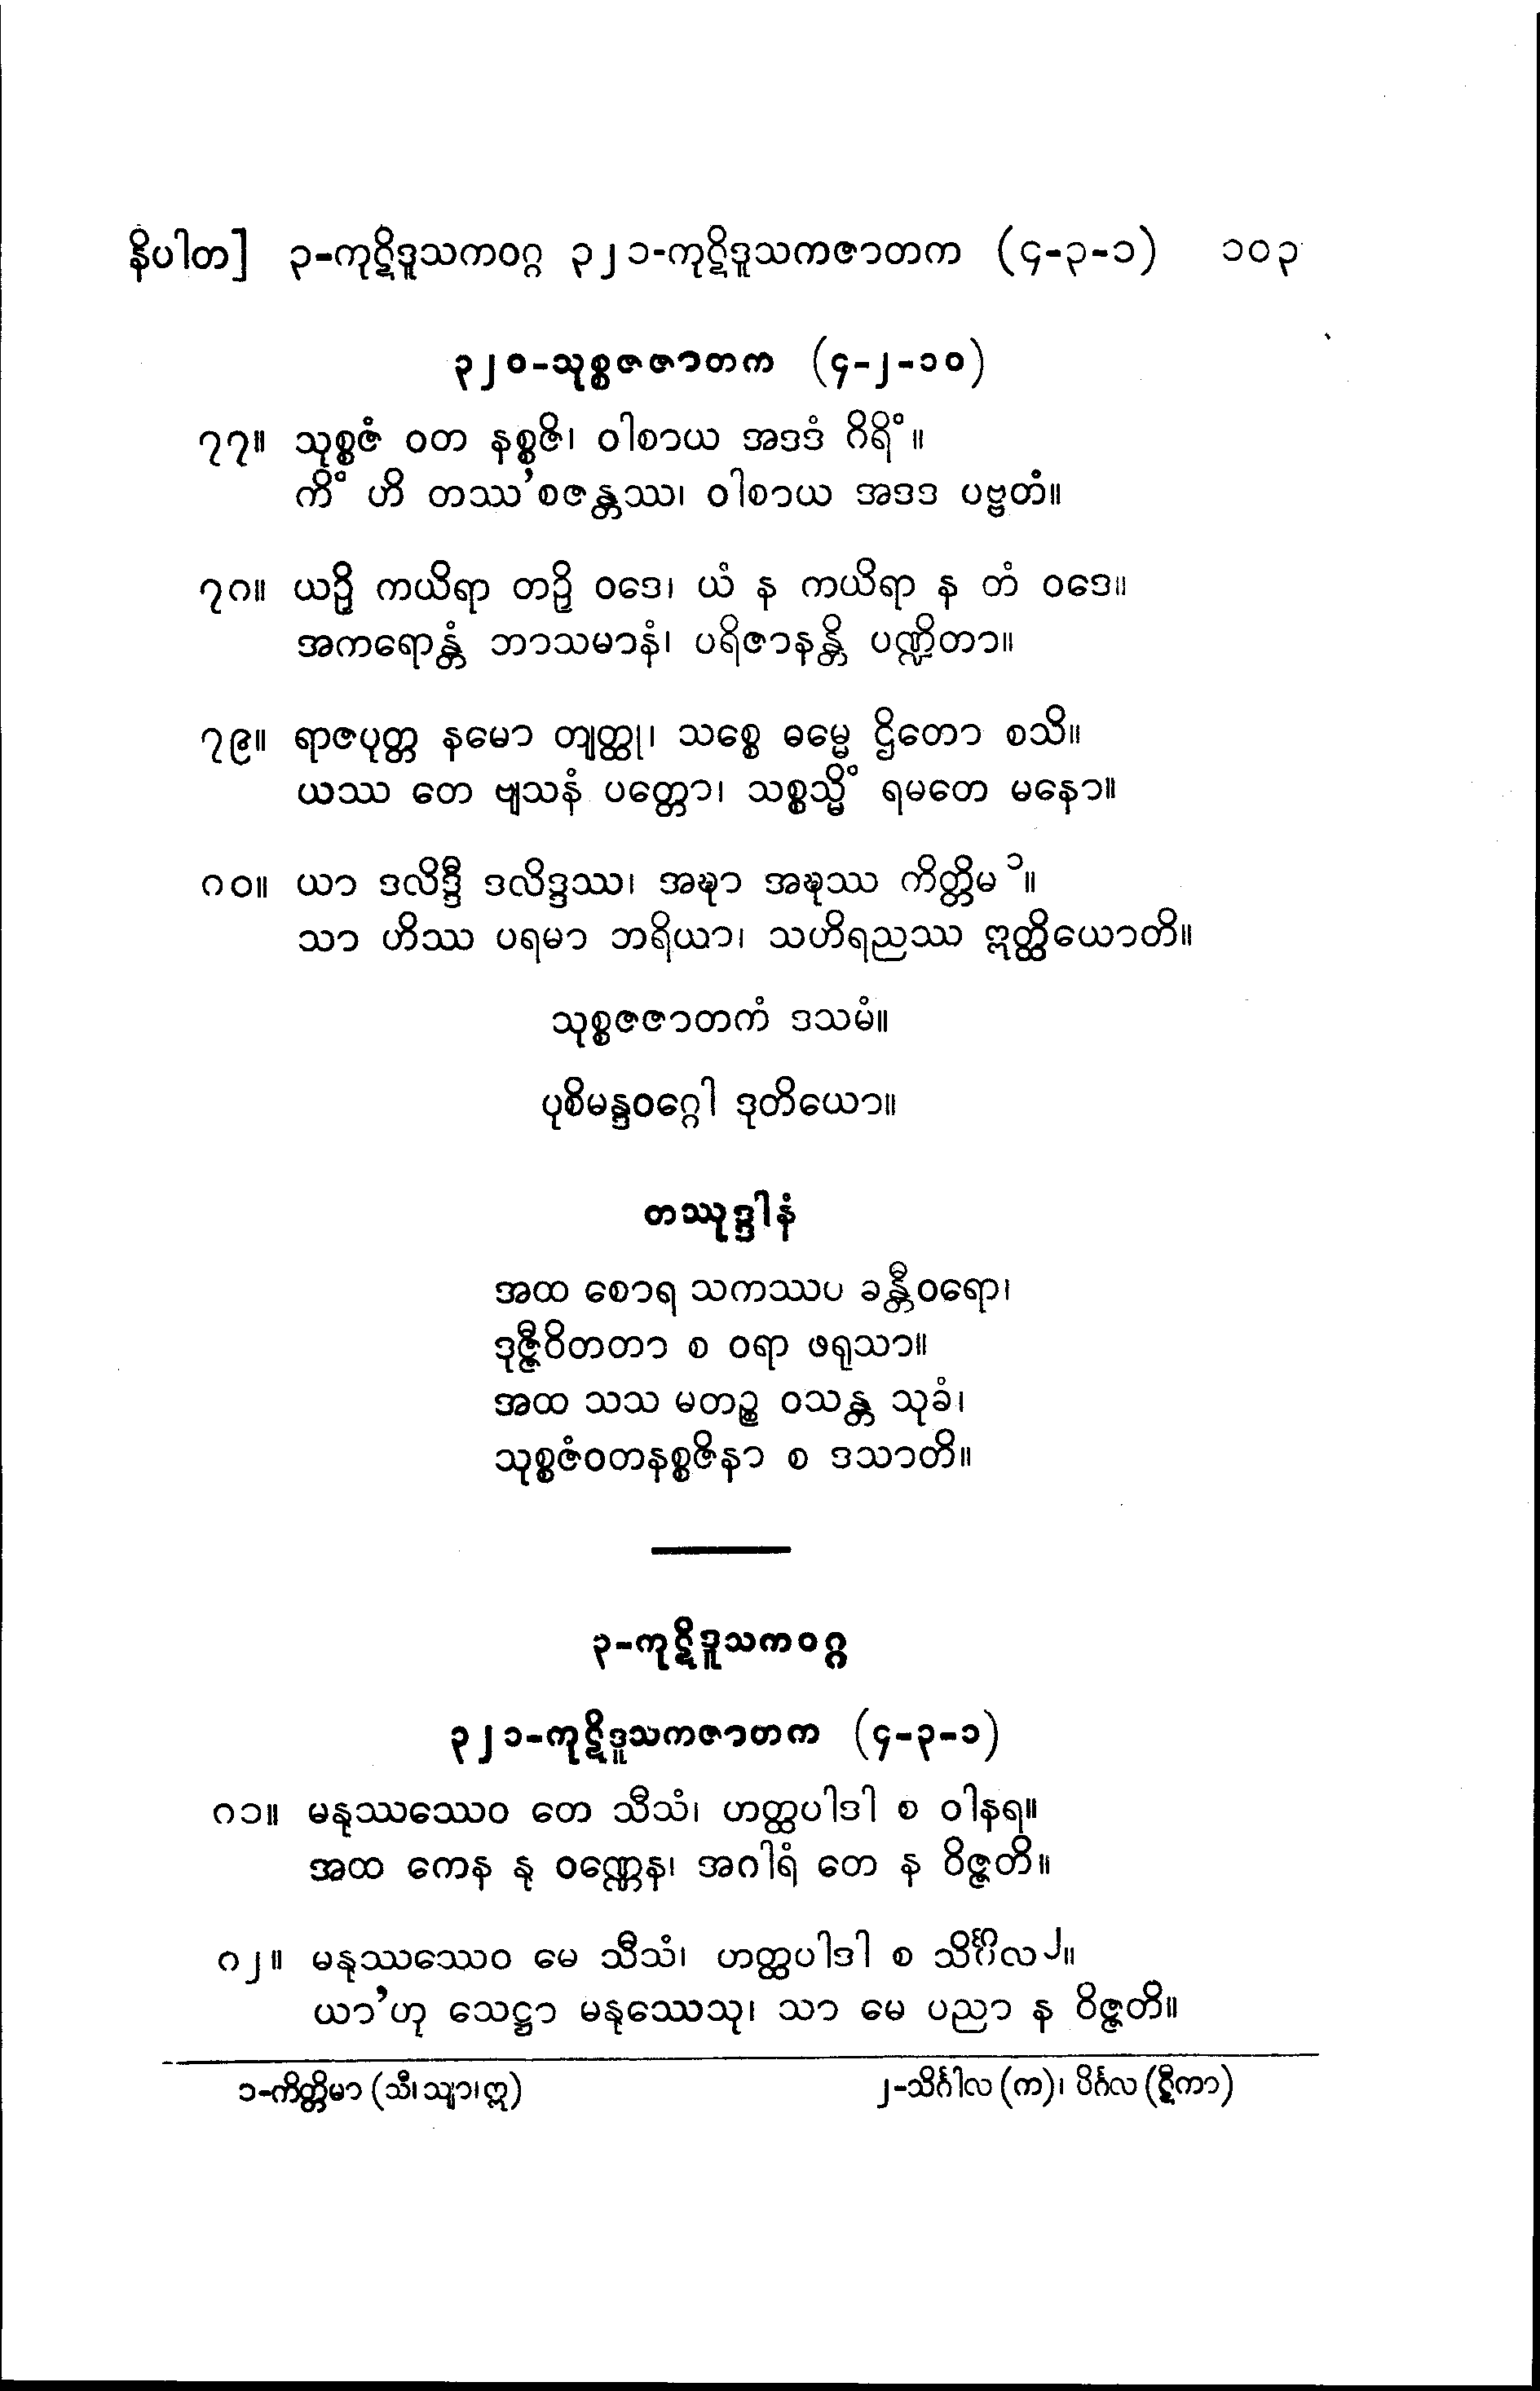 နိပါတ] ၃-ကုဋိဒူသကဝဂ္ဂ ၃၂၁-ကုဋိဒူသကဇာတက (၄-၃-၁) ၁၀၃
၃၂၀-သုစ္စဇဇာတက (၄-၂-၁၀)
၇၇။ သုစ္စဇံ ဝတ နစ္စဇိ၊ ဝါစာယ အဒဒံ ဂိရိံ။
ကိံ ဟိ တဿ'စဇန္တဿ၊ ဝါစာယ အဒဒ ပဗ္ဗတံ။
၇၈။ ယဉှိ ကယိရာ တဉှိ ဝဒေ၊ ယံ န ကယိရာ န တံ ဝဒေ။
အကရောန္တံ ဘာသမာနံ၊ ပရိဇာနန္တိ ပဏ္ဍိတာ။
၇၉။ ရာဇပုတ္တ နမော တျတ္ထု၊ သစ္စေ ဓမ္မေ ဌိတော စသိ။
ယဿ တေ ဗျသနံ ပတ္တော၊ သစ္စသ္မိံ ရမတေ မနော။
၈၀။ ယာ ဒလိဒ္ဒီ ဒလိဒ္ဒဿ၊ အဍ္ဎာ အဍ္ဎဿ ကိတ္တိမ ၁။
သာ ဟိဿ ပရမာ ဘရိယာ၊ သဟိရညဿ ဣတ္ထိယောတိ။
သုစ္စဇဇာတကံ ဒသမံ။
ပုစိမန္ဒဝဂ္ဂေါ ဒုတိယော။
တဿုဒ္ဒါနံ
အထ စောရ သကဿပ ခန္တီဝရော၊
ဒုဇ္ဇီဝိတတာ စ ဝရာ ဖရုသာ။
အထ သသ မတဉ္စ ဝသန္တ သုခံ၊
သုစ္စဇံဝတနစ္စဇိနာ စ ဒသာတိ။
၃-ကုဋိဒူသကဝဂ္ဂ
၃၂၁-ကုဋိဒူသကဇာတက (၄-၃-၁)
၈၁။ မနုဿဿေဝ တေ သီသံ၊ ဟတ္ထပါဒါ စ ဝါနရ။
အထ ကေန နု ဝဏ္ဏေန၊ အဂါရံ တေ န ဝိဇ္ဇတိ။
၈၂။ မနုဿဿေဝ မေ သီသံ၊ ဟတ္ထပါဒါ စ သိင်္ဂိလ ၂။
ယာ'ဟု သေဋ္ဌာ မနုဿေသု၊ သာ မေ ပညာ န ဝိဇ္ဇတိ။
၁-ကိတ္တိမာ (သီ၊ သျာ၊ ဣ) ၂-သိင်္ဂါလ (က)၊ ပိင်္ဂလ (ဋီကာ)